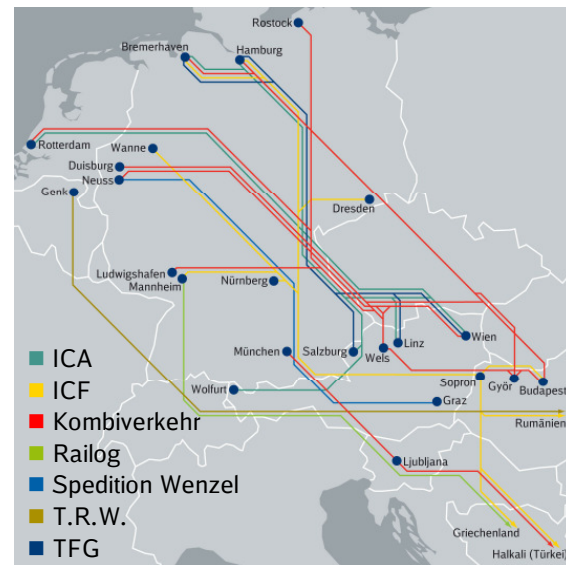 Rostock
Bremerhaven
Hamburg
Rotterdam
Wanne
Duisburg
Neuss
Genk
Dresden
Ludwigshafen
Mannheim
Nürnberg
Wien
Linz
Wels
Salzburg
München
Sopron
Győr
Budapest
Wolfurt
Graz
Rumänien
Ljubljana
Griechenland
Halkali (Türkei)
ICA
ICF
Kombiverkehr
Railog
Spedition Wenzel
T.R.W.
TFG